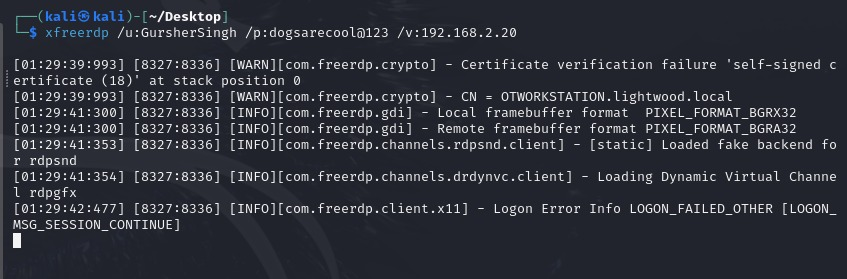 ┌──(kali㉿kali)-[~/Desktop]
└─$ xfreerdp /u:GursherSingh /p:dogsarecool@123 /v:192.168.2.20
[01:29:39:993] [8327:8336] [WARN][com.freerdp.crypto] - Certificate verification failure 'self-signed c
ertificate (18)' at stack position 0
[01:29:39:993] [8327:8336] [WARN][com.freerdp.crypto] - CN = OTWORKSTATION.lightwood.local
[01:29:41:300] [8327:8336] [INFO][com.freerdp.gdi] - Local framebuffer format  PIXEL_FORMAT_BGRX32
[01:29:41:300] [8327:8336] [INFO][com.freerdp.gdi] - Remote framebuffer format PIXEL_FORMAT_BGRA32
[01:29:41:353] [8327:8336] [INFO][com.freerdp.channels.rdpsnd.client] - [static] Loaded fake backend fo
r rdpsnd
[01:29:41:354] [8327:8336] [INFO][com.freerdp.channels.drdynvc.client] - Loading Dynamic Virtual Channe
l rdpgfx
[01:29:42:477] [8327:8336] [INFO][com.freerdp.client.x11] - Logon Error Info LOGON_FAILED_OTHER [LOGON_
MSG_SESSION_CONTINUE]